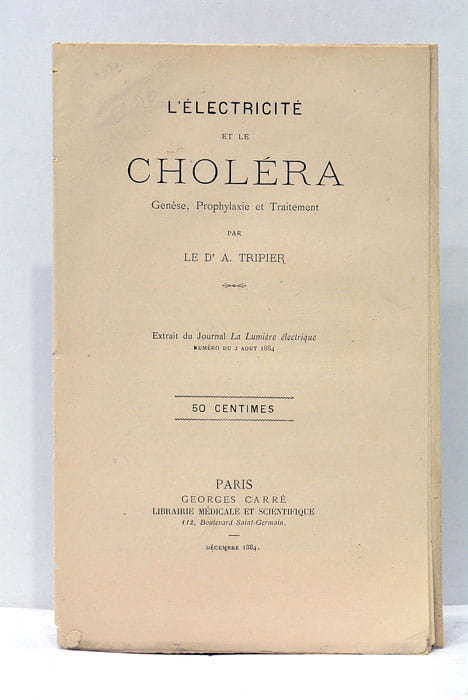 L'ÉLECTRICITÉ
ET LE
CHOLÉRA
Genèse, Prophylaxie et Traitement
PAR
LE Dr A. TRIPIER
Extrait du Journal La Lumière électrique
NUMÉRO DU 2 AOUT 1884
50 CENTIMES
PARIS
GEORGES CARRÉ
LIBRAIRIE MÉDICALE ET SCIENTIFIQUE
112, Boulevard Saint-Germain.
DÉCEMBRE 1884.